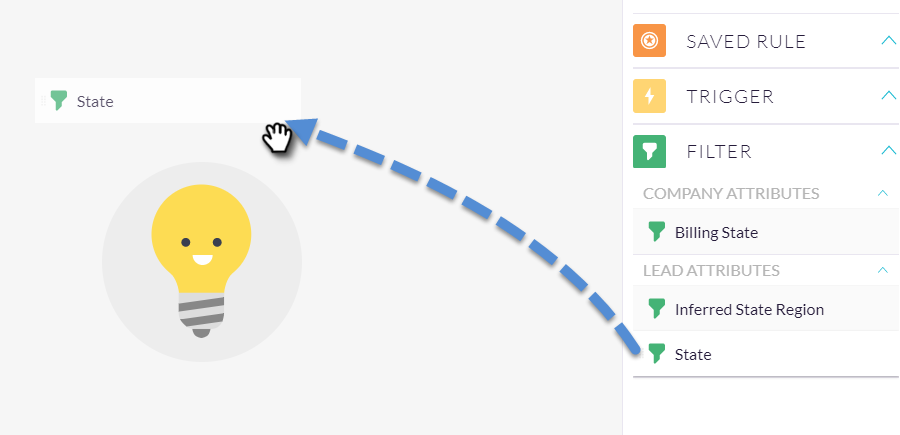 State
SAVED RULE
TRIGGER
FILTER
COMPANY ATTRIBUTES
Billing State
LEAD ATTRIBUTES
Inferred State Region
State